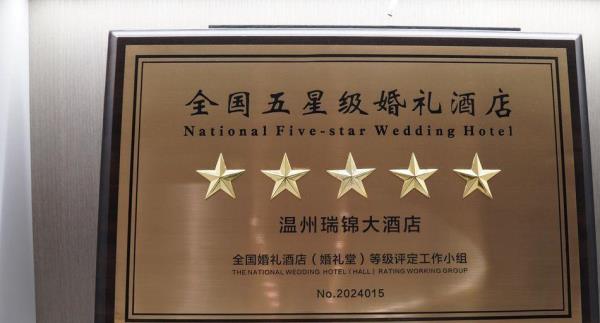 全国五星级婚礼酒店
National Five-star Wedding Hotel
温州瑞锦大酒店
全国婚礼酒店（婚礼堂）等级评定工作小组
THE NATIONAL WEDDING HOTEL (HALL) RATING WORKING GROUP
No.2024015